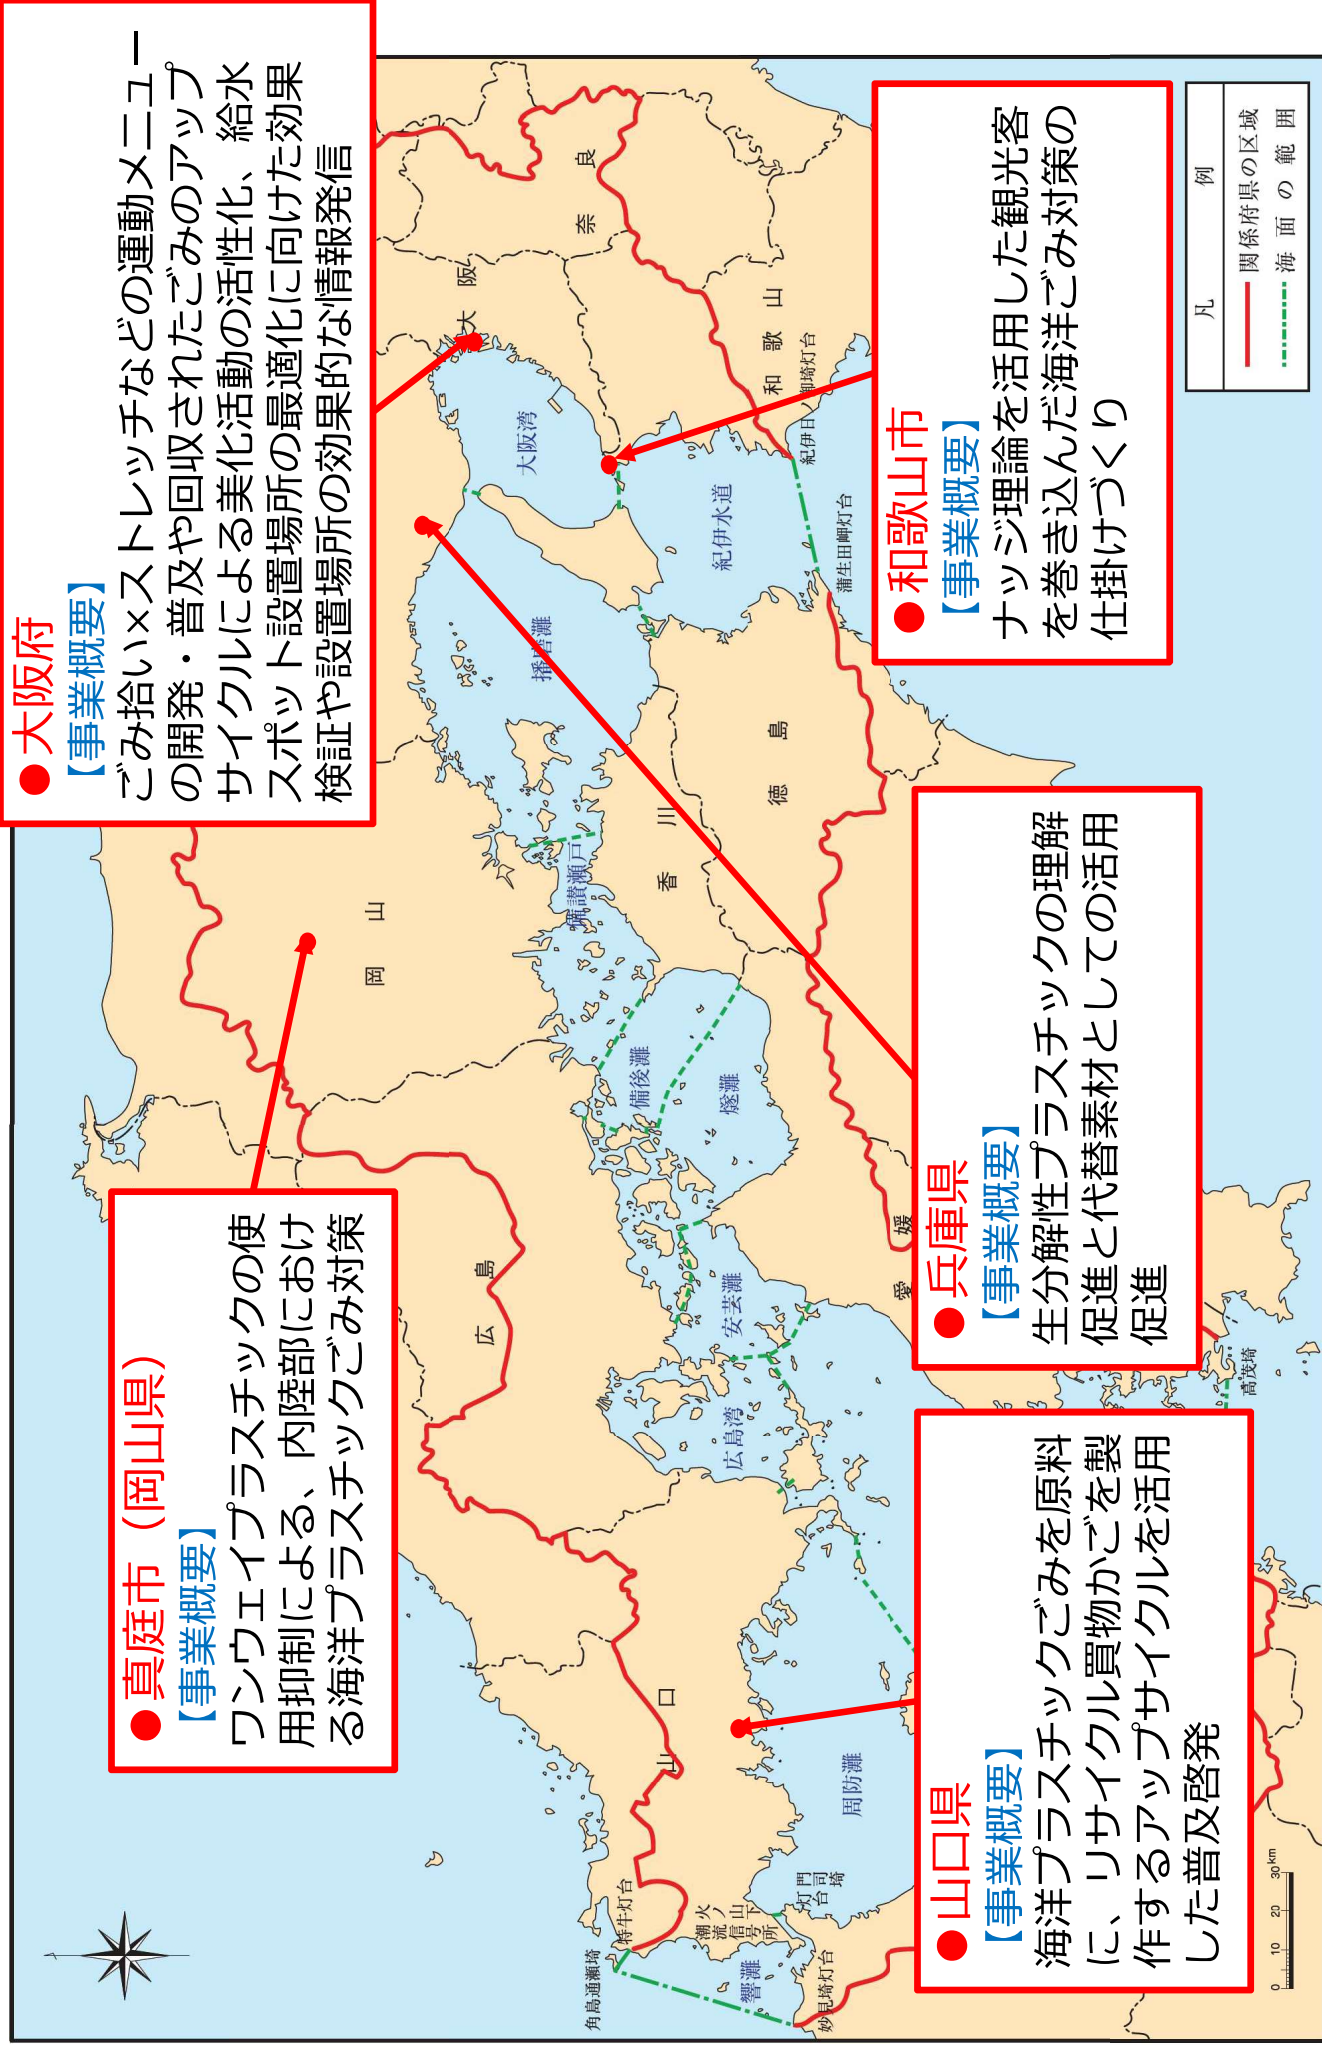 ●大阪府
【事業概要】
ごみ拾い×ストレッチなどの運動メニュー
の開発・普及や回収されたごみのアップ
サイクルによる美化活動の活性化、給水
スポット設置場所の最適化に向けた効果
検証や設置場所の効果的な情報発信
●真庭市（岡山県）
【事業概要】
ワンウェイプラスチックの使
用抑制による、内陸部におけ
る海洋プラスチックごみ対策
●和歌山市
【事業概要】
ナッジ理論を活用した観光客
を巻き込んだ海洋ごみ対策の
仕掛けづくり
●兵庫県
【事業概要】
生分解性プラスチックの理解
促進と代替素材としての活用
促進
●山口県
【事業概要】
海洋プラスチックごみを原料
に、リサイクル買物かごを製
作するアップサイクルを活用
した普及啓発
岡 山
広 島
山 口
大 阪
奈 良
和 歌 山
香 川
徳 島
愛 媛
大阪湾
紀伊水道
播磨灘
備讃瀬戸
備後灘
燧灘
安芸灘
広島湾
周防灘
響灘
紀伊日ノ御埼灯台
蒲生田岬灯台
高茂埼
角島通瀬埼
特牛灯台
火ノ山下
潮流信号所
門司埼
灯台
妙見埼灯台
凡 例
関係府県の区域
海面の範囲
0 10 20 30km